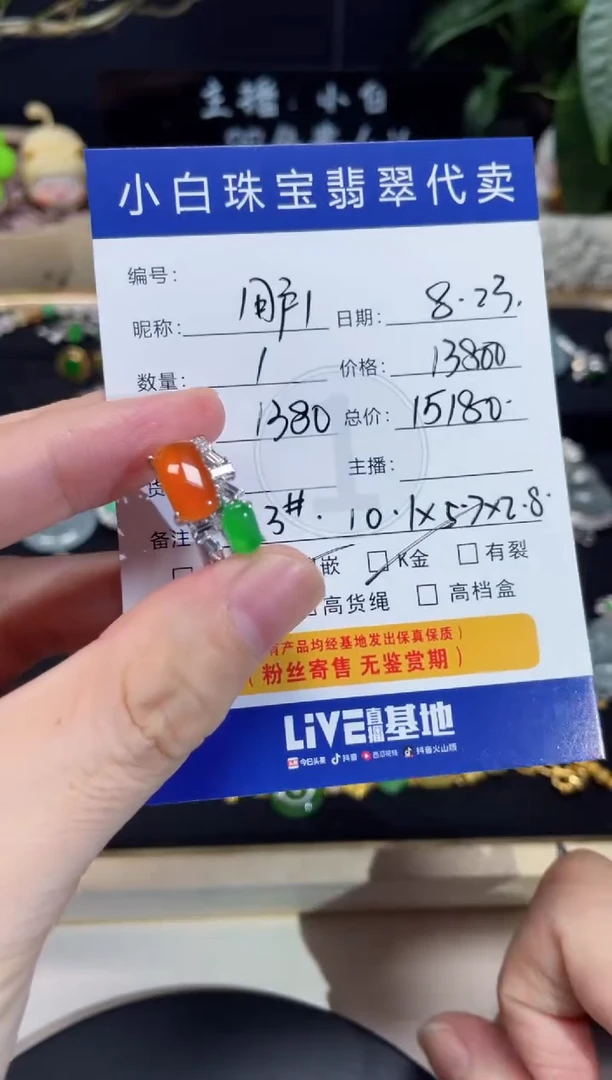 主播：小白
小白珠宝翡翠代卖
编号：
昵称： 用户1 日期： 8.23.
数量： 1 价格： 13800
1380 总价： 15180
货 主播：
备注 3#. 10.1×5.7×2.8.
嵌 K金 有裂
高货绳 高档盒
有产品均经基地发出保真保质）
（粉丝寄售 无鉴赏期）
LiVE直播基地
今日头条 抖音 西瓜视频 抖音火山版